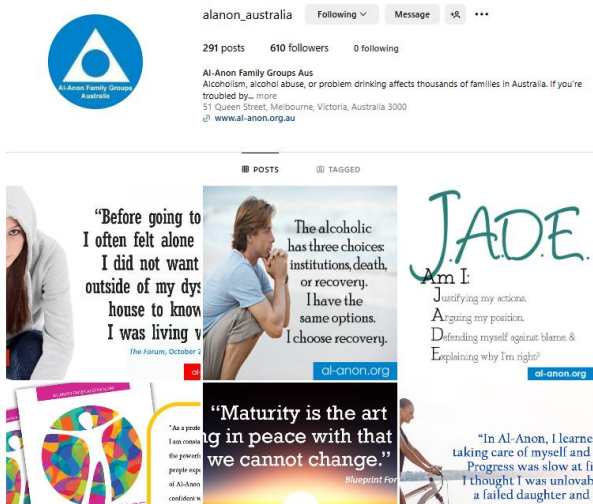 alanon_australia
Following
Message
291 posts
610 followers
0 following
Al-Anon Family Groups Aus
Alcoholism, alcohol abuse, or problem drinking affects thousands of families in Australia. If you're
troubled by... more
51 Queen Street, Melbourne, Victoria, Australia 3000
www.al-anon.org.au
Al-Anon Family Groups
Australia
POSTS
TAGGED
"Before going to
I often felt alone
I did not want
outside of my dys
house to know
I was living
The Forum, October
al-
The alcoholic
has three choices:
institutions, death,
or recovery.
I have the
same options.
I choose recovery.
al-anon.org
J.A.D.E.
Am I:
Justifying my actions,
Arguing my position,
Defending myself against blame &
Explaining why I'm right?
al-anon.org
"As a profe
I am consta
the powerfu
people expe
of Al-Anon
confident w
"Maturity is the art
g in peace with that
we cannot change."
Blueprint For
"In Al-Anon, I learne
taking care of myself and
Progress was slow at fi
I thought I was unlovab
a failed daughter and